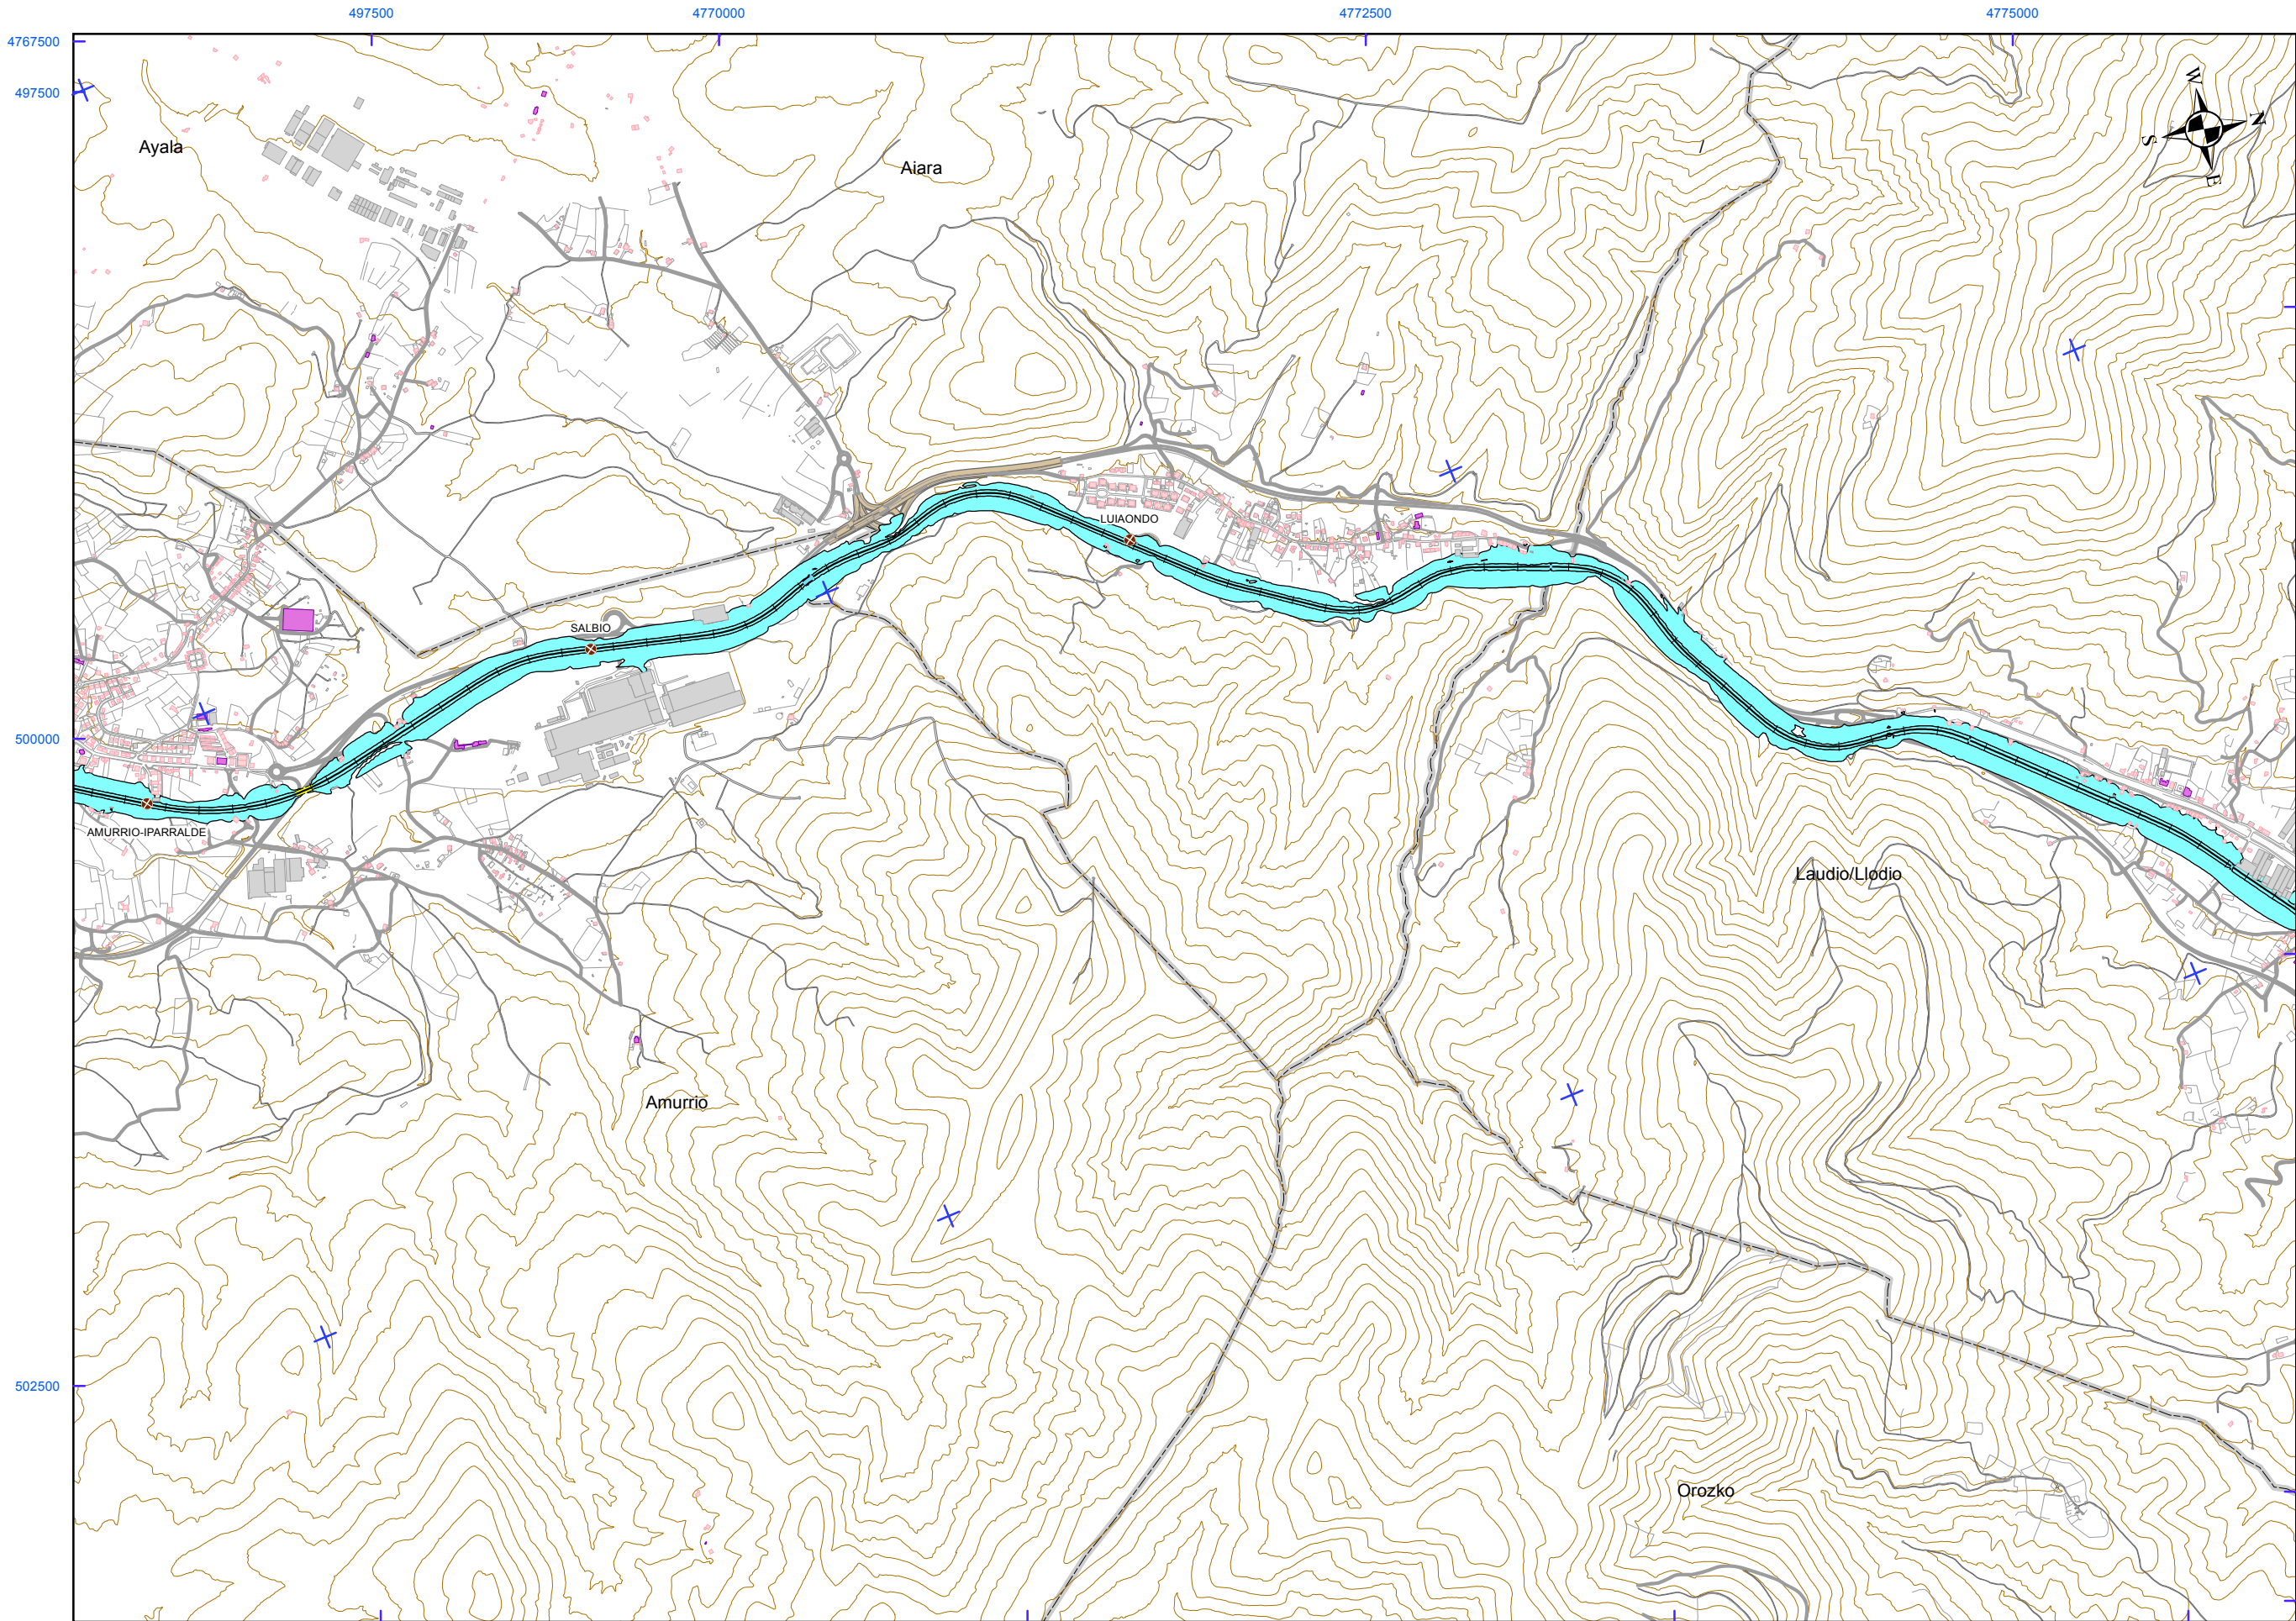 497500
4770000
4772500
4775000
4767500
497500
W
N
S
E
Ayala
Aiara
LUIAONDO
SALBIO
500000
AMURRIO-IPARRALDE
Laudio/Llodio
Amurrio
502500
Orozko